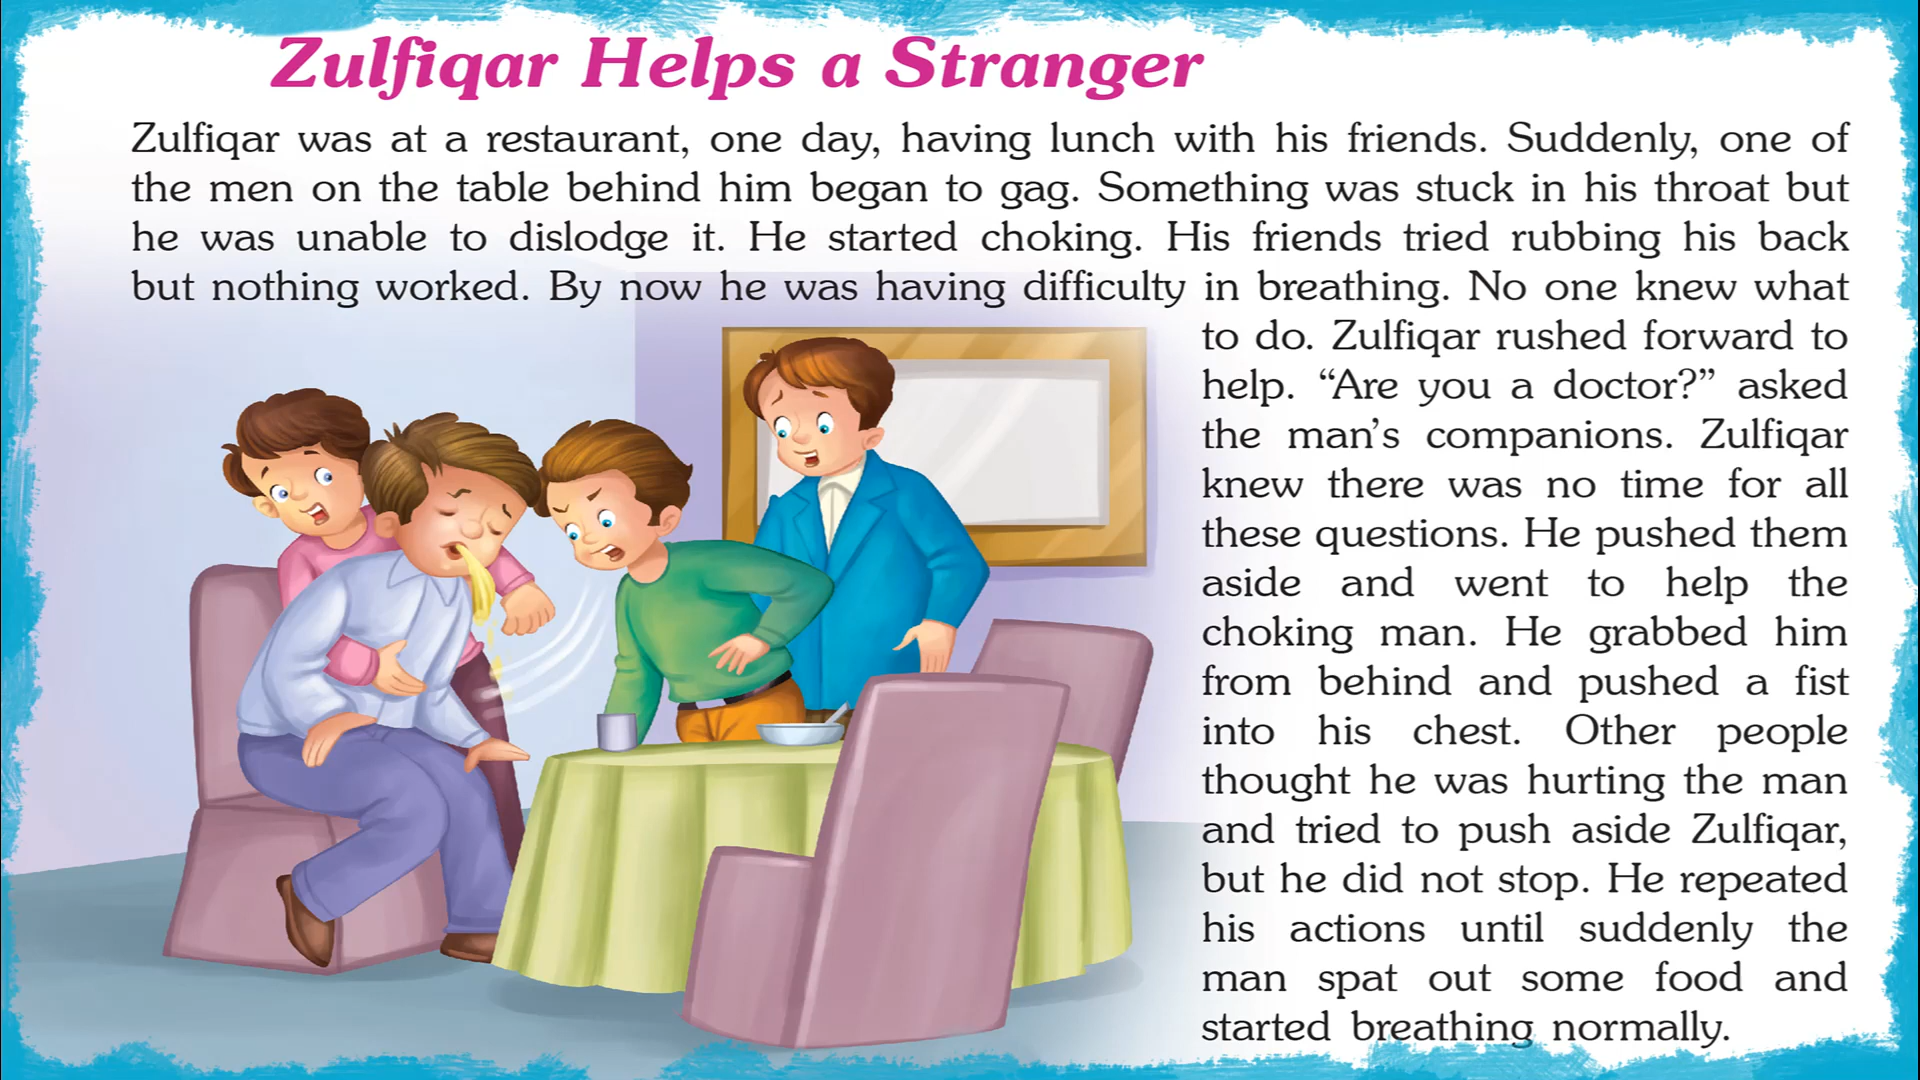 Zulfiqar Helps a Stranger
Zulfiqar was at a restaurant, one day, having lunch with his friends. Suddenly, one of
the men on the table behind him began to gag. Something was stuck in his throat but
he was unable to dislodge it. He started choking. His friends tried rubbing his back
but nothing worked. By now he was having difficulty in breathing. No one knew what
to do. Zulfiqar rushed forward to
help. “Are you a doctor?” asked
the man’s companions. Zulfiqar
knew there was no time for all
these questions. He pushed them
aside and went to help the
choking man. He grabbed him
from behind and pushed a fist
into his chest. Other people
thought he was hurting the man
and tried to push aside Zulfiqar,
but he did not stop. He repeated
his actions until suddenly the
man spat out some food and
started breathing normally.